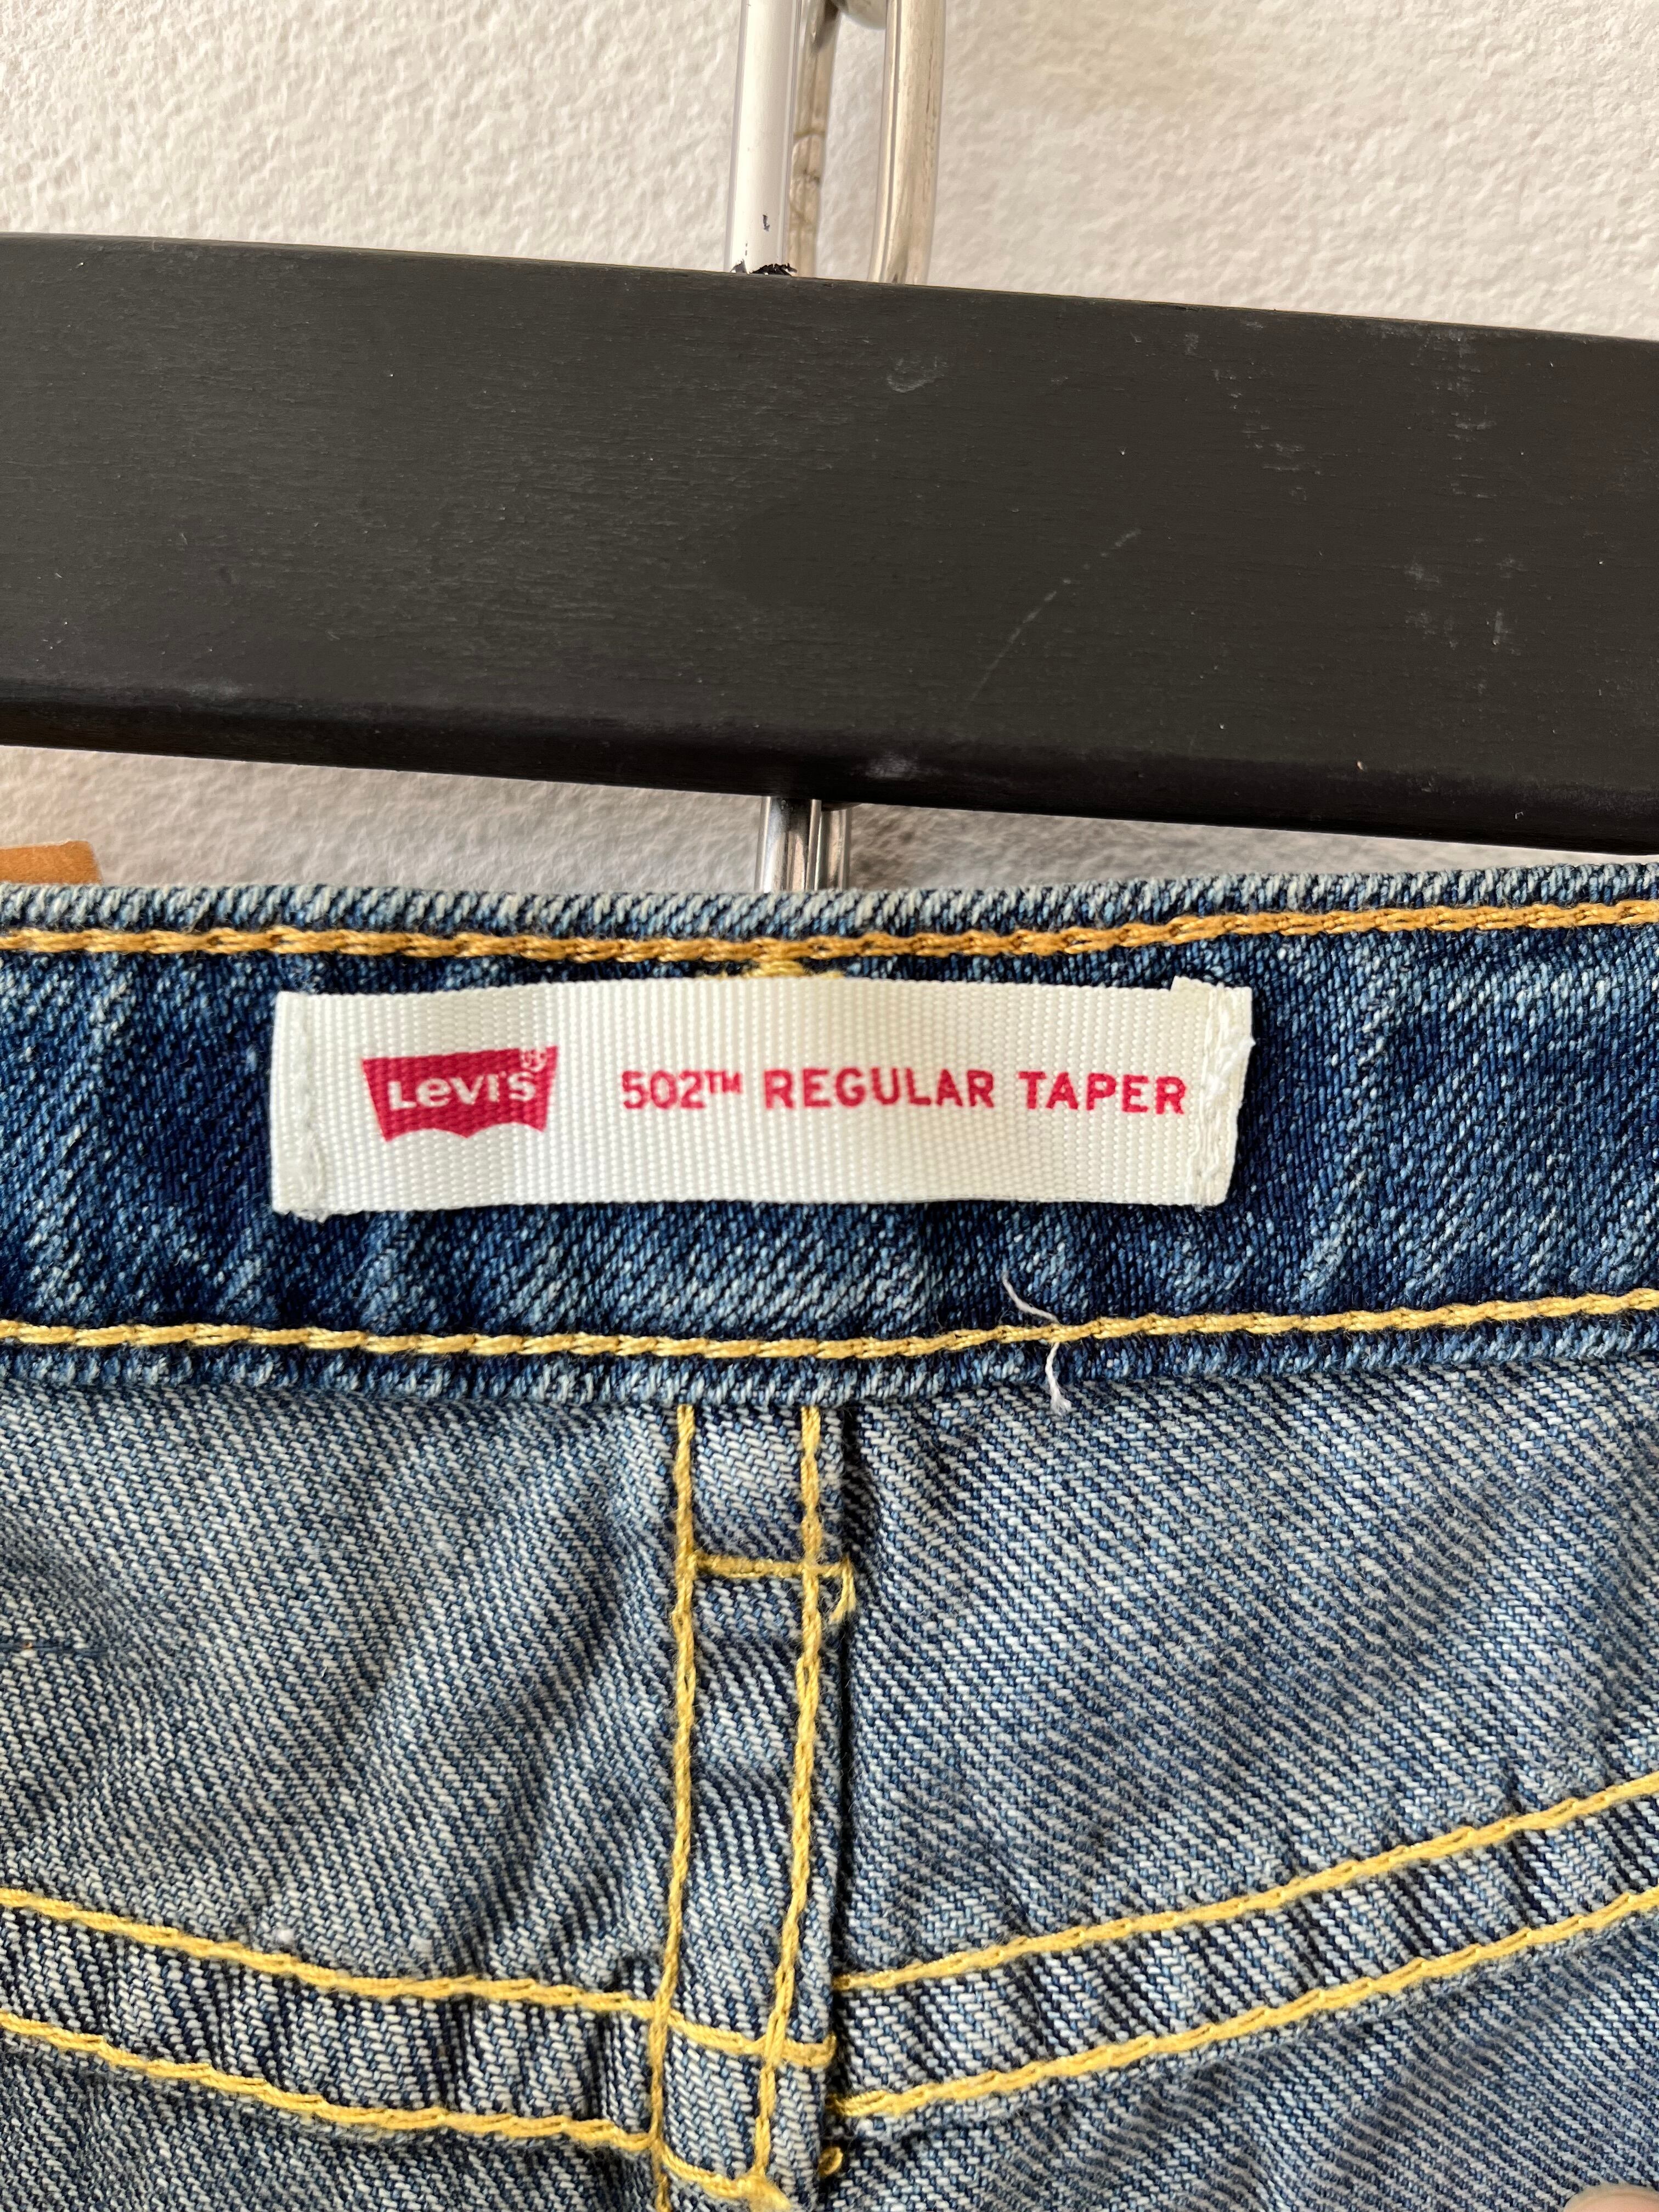 Levi's® 502™ REGULAR TAPER